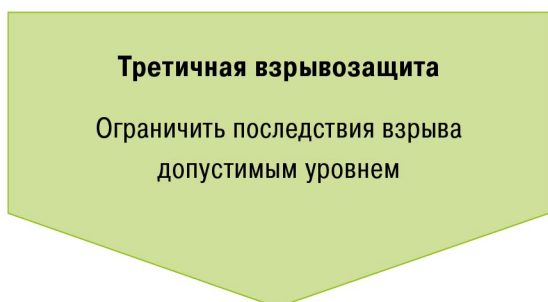 Третичная взрывозащита
Ограничить последствия взрыва
допустимым уровнем